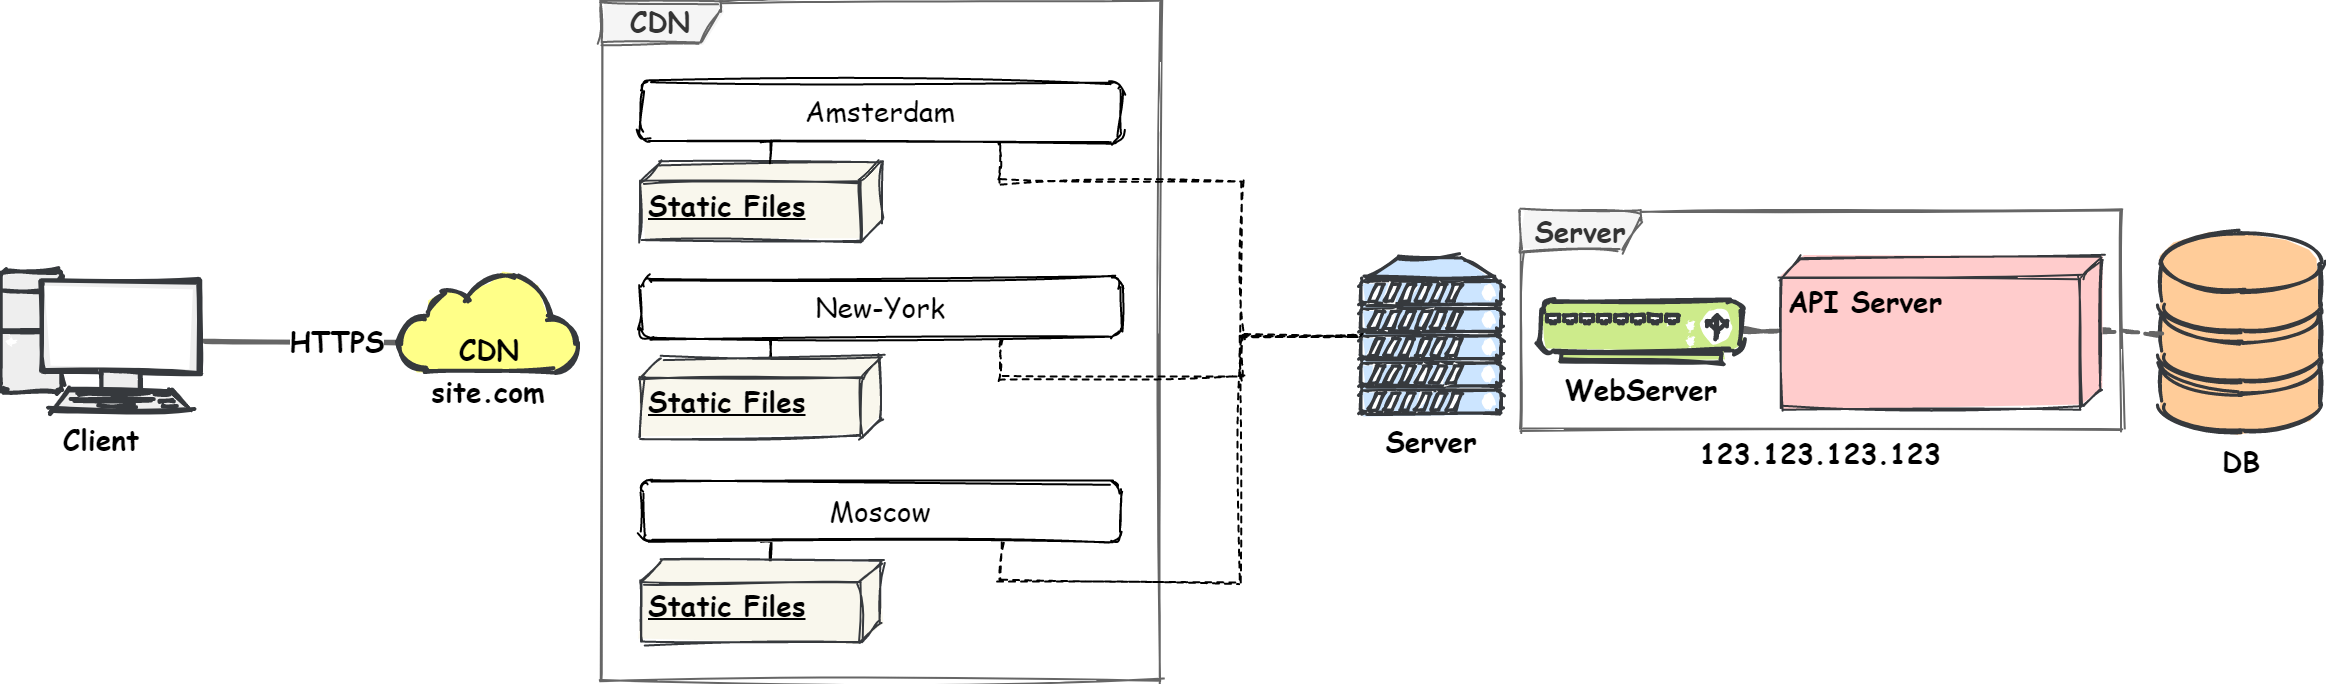 CDN
Amsterdam
Static Files
New-York
Static Files
Moscow
Static Files
HTTPS
CDN
site.com
Client
Server
Server
WebServer
API Server
123.123.123.123
DB